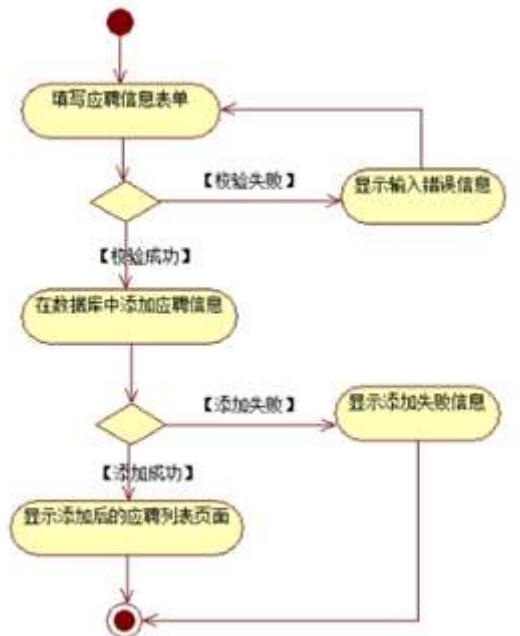 填写应聘信息表单
【校验失败】
显示输入错误信息
【校验成功】
在数据库中添加应聘信息
【添加失败】
显示添加失败信息
【添加成功】
显示添加后的应聘列表页面